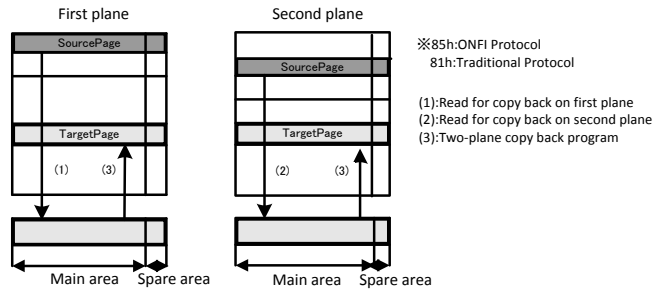 First plane
SourcePage
TargetPage
(1)
(3)
Main area
Spare area
Second plane
SourcePage
TargetPage
(2)
(3)
Main area
Spare area
※85h:ONFI Protocol
81h:Traditional Protocol
(1):Read for copy back on first plane
(2):Read for copy back on second plane
(3):Two-plane copy back program